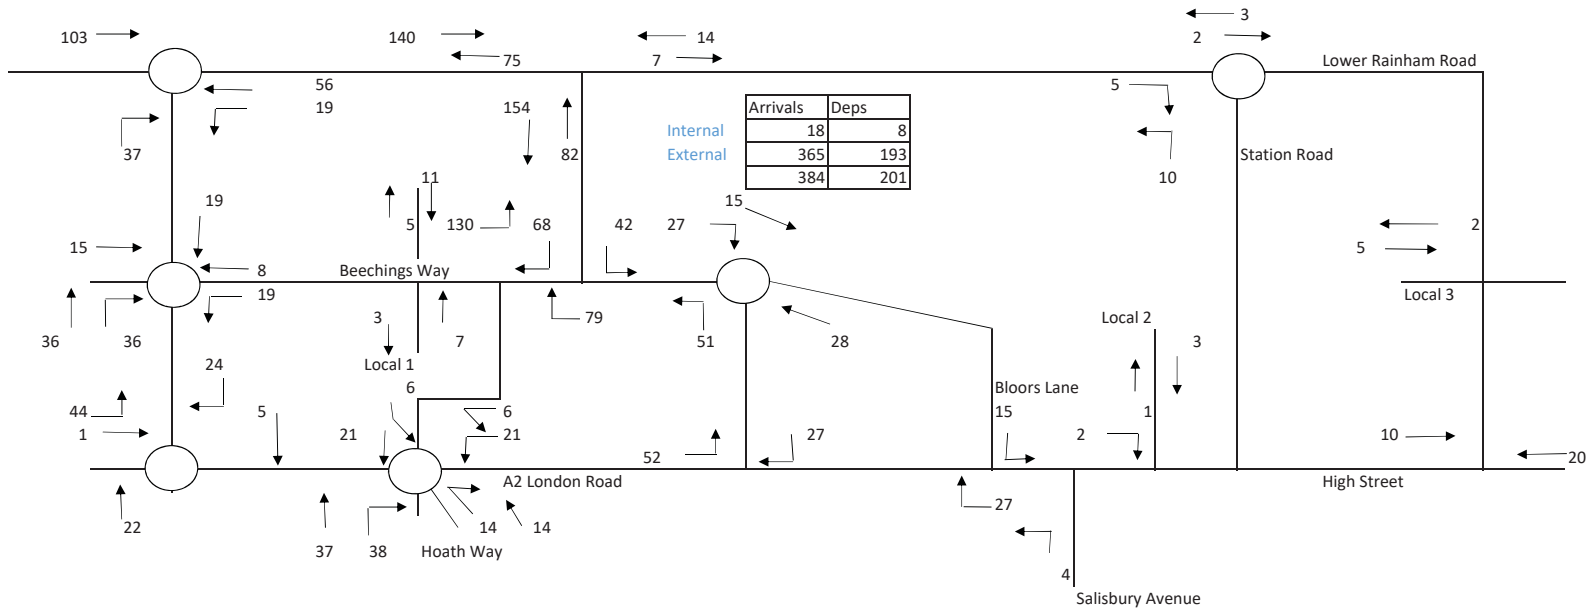 3
103 140 14 2
75 7 Lower Rainham Road
56 5
19 154 Arrivals Deps
Internal 18 8
37 82 External 365 193 Station Road
11 384 201 10
19 15
5 130 68 42 27 2
15 5
8 Beechings Way
19 Local 3
3 7 79 Local 2
36 36 51 28 3
24 Local 1
6 Bloors Lane
44 5 6 15 1
1 21 21 27 2 10
52 20
A2 London Road High Street
22 14 14 27
37 38 Hoath Way
4
Salisbury Avenue